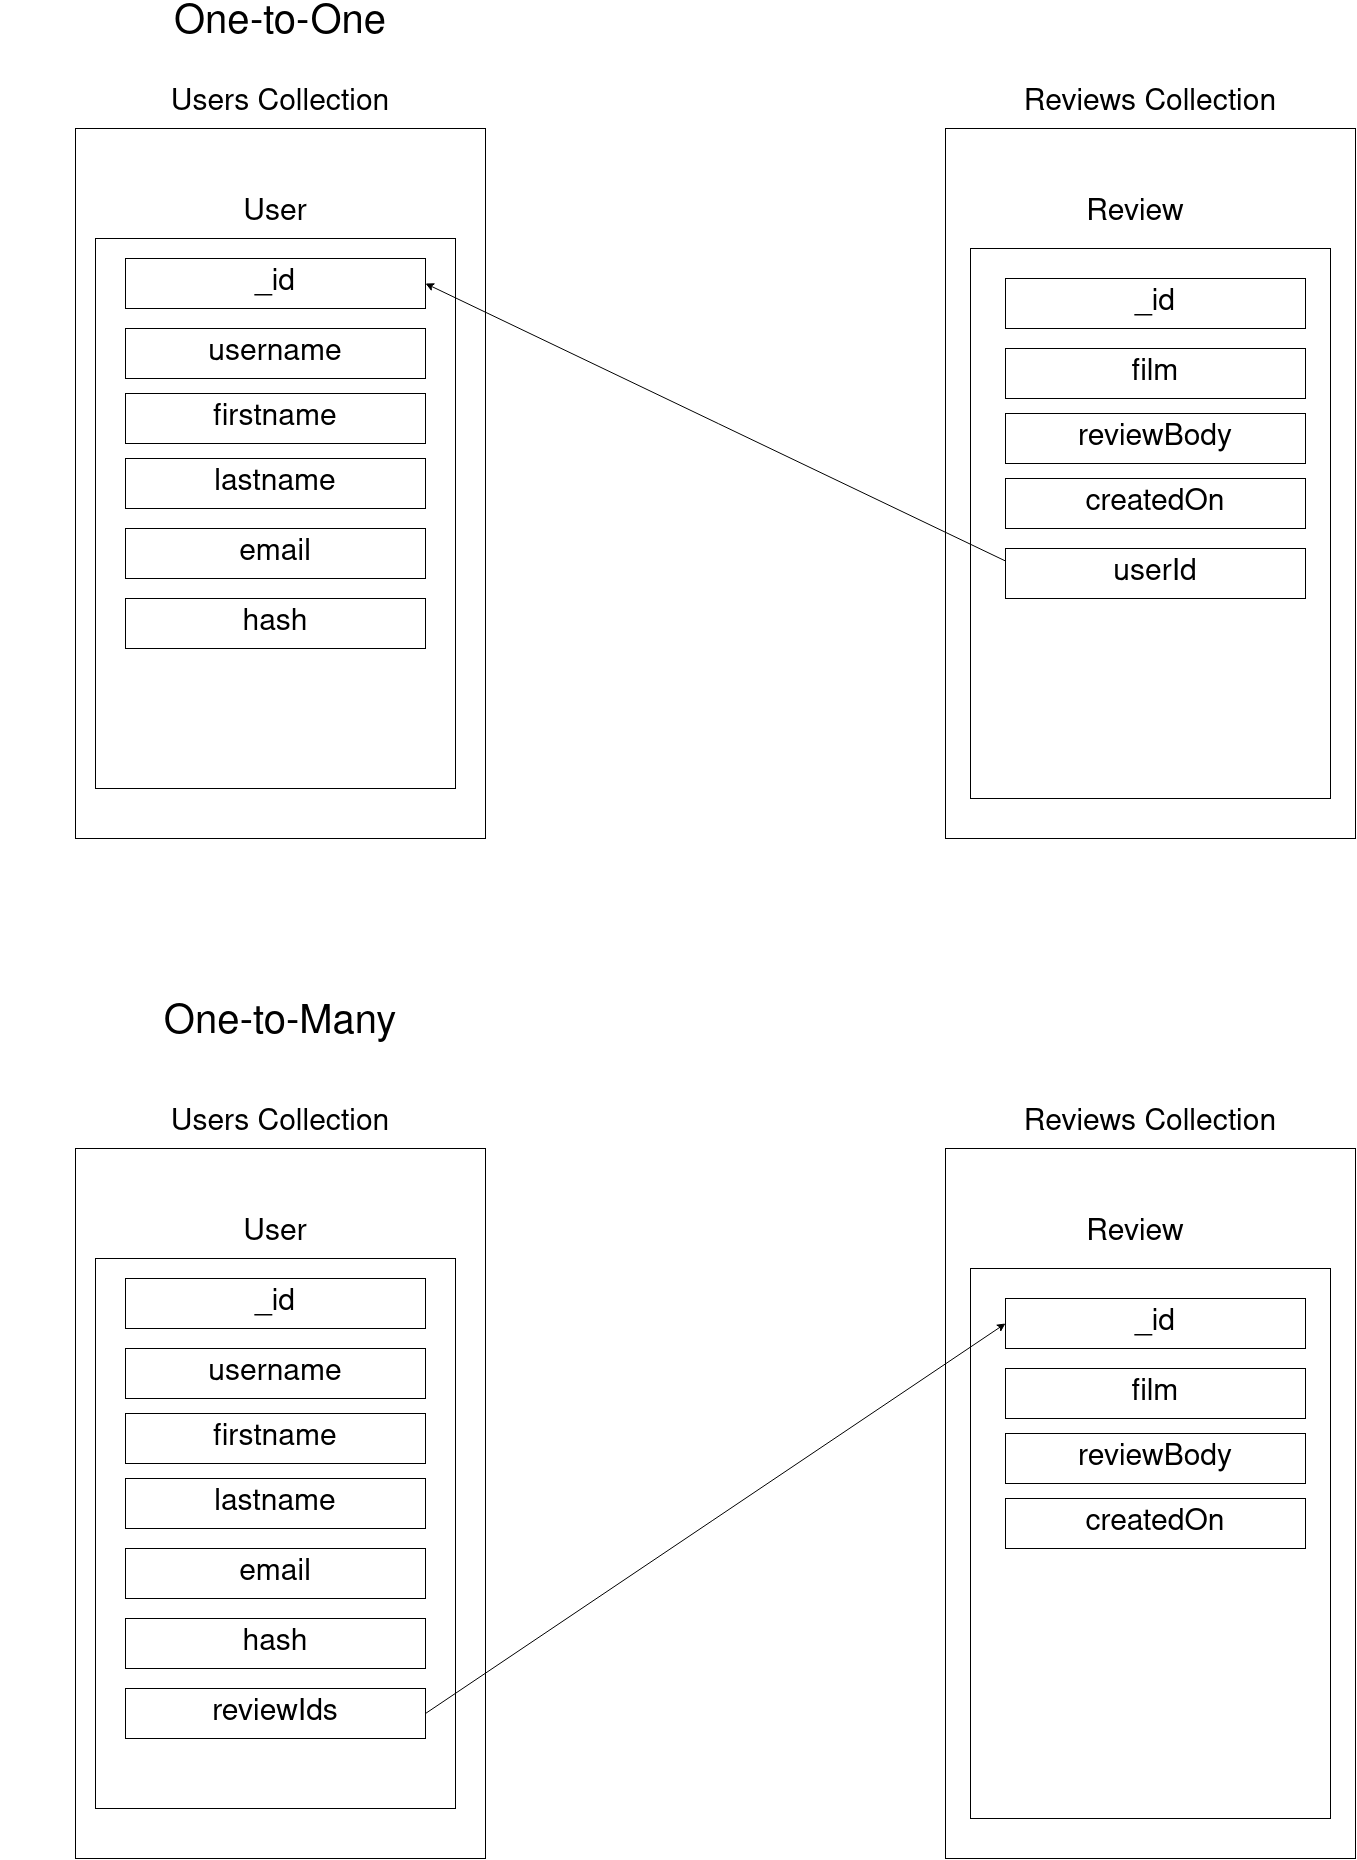 One-to-One
Users Collection
User
_id
username
firstname
lastname
email
hash
Reviews Collection
Review
_id
film
reviewBody
createdOn
userId
One-to-Many
Users Collection
User
_id
username
firstname
lastname
email
hash
reviewIds
Reviews Collection
Review
_id
film
reviewBody
createdOn